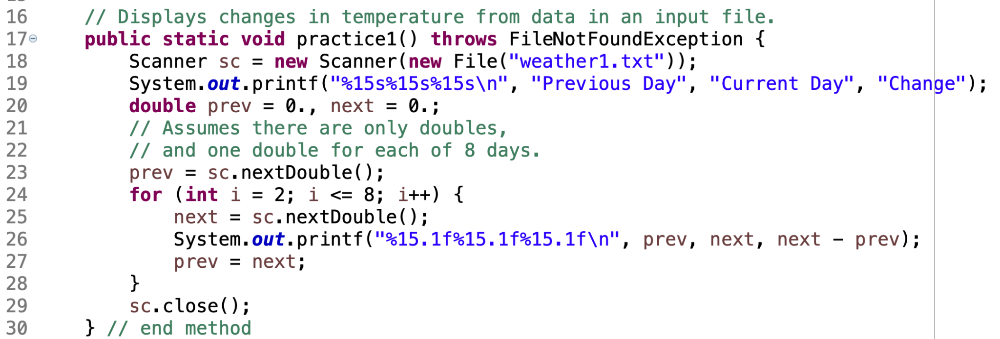 16 // Displays changes in temperature from data in an input file.
17 public static void practice1() throws FileNotFoundException {
18 Scanner sc = new Scanner(new File("weather1.txt"));
19 System.out.printf("%15s%15s%15s\n", "Previous Day", "Current Day", "Change");
20 double prev = 0., next = 0.;
21 // Assumes there are only doubles,
22 // and one double for each of 8 days.
23 prev = sc.nextDouble();
24 for (int i = 2; i <= 8; i++) {
25 next = sc.nextDouble();
26 System.out.printf("%15.1f%15.1f%15.1f\n", prev, next, next - prev);
27 prev = next;
28 }
29 sc.close();
30 } // end method